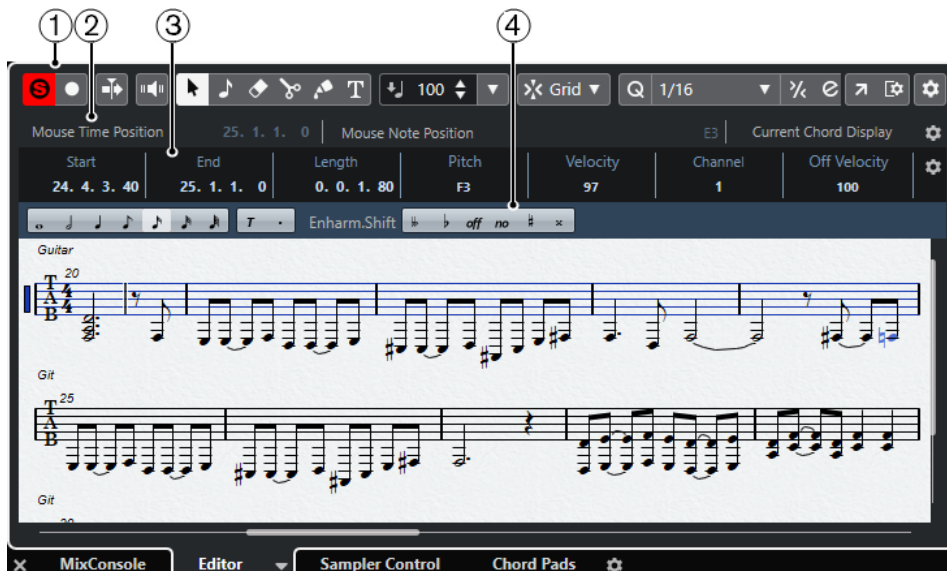 1 2 3 4
S T 100 Grid Q 1/16
Mouse Time Position 25. 1. 1. 0 Mouse Note Position E3 Current Chord Display
Start End Length Pitch Velocity Channel Off Velocity
24. 4. 3. 40 25. 1. 1. 0 0. 0. 1. 80 F3 97 1 100
T . Enharm.Shift off no
Guitar
20
T
A
B
4
4
Git
25
T
A
B
Git
MixConsole Editor Sampler Control Chord Pads